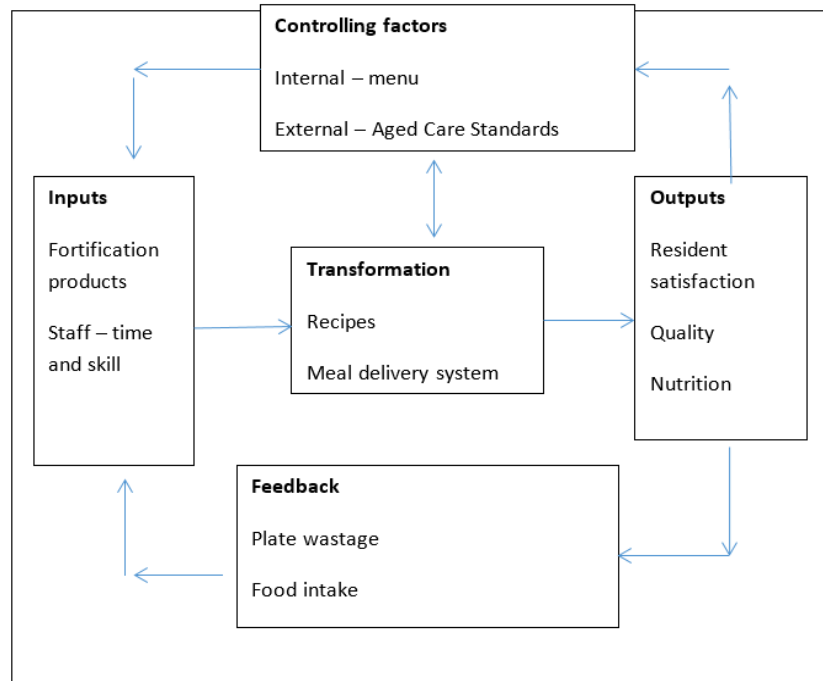 Controlling factors
Internal – menu
External – Aged Care Standards
Inputs
Fortification
products
Staff – time
and skill
Transformation
Recipes
Meal delivery system
Outputs
Resident
satisfaction
Quality
Nutrition
Feedback
Plate wastage
Food intake